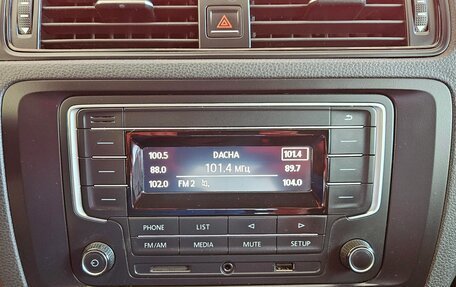 DACHA
100.5 101.4
88.0 101.4 МГц 89.7
102.0 FM 2 104.0
PHONE LIST
FM/AM MEDIA MUTE SETUP